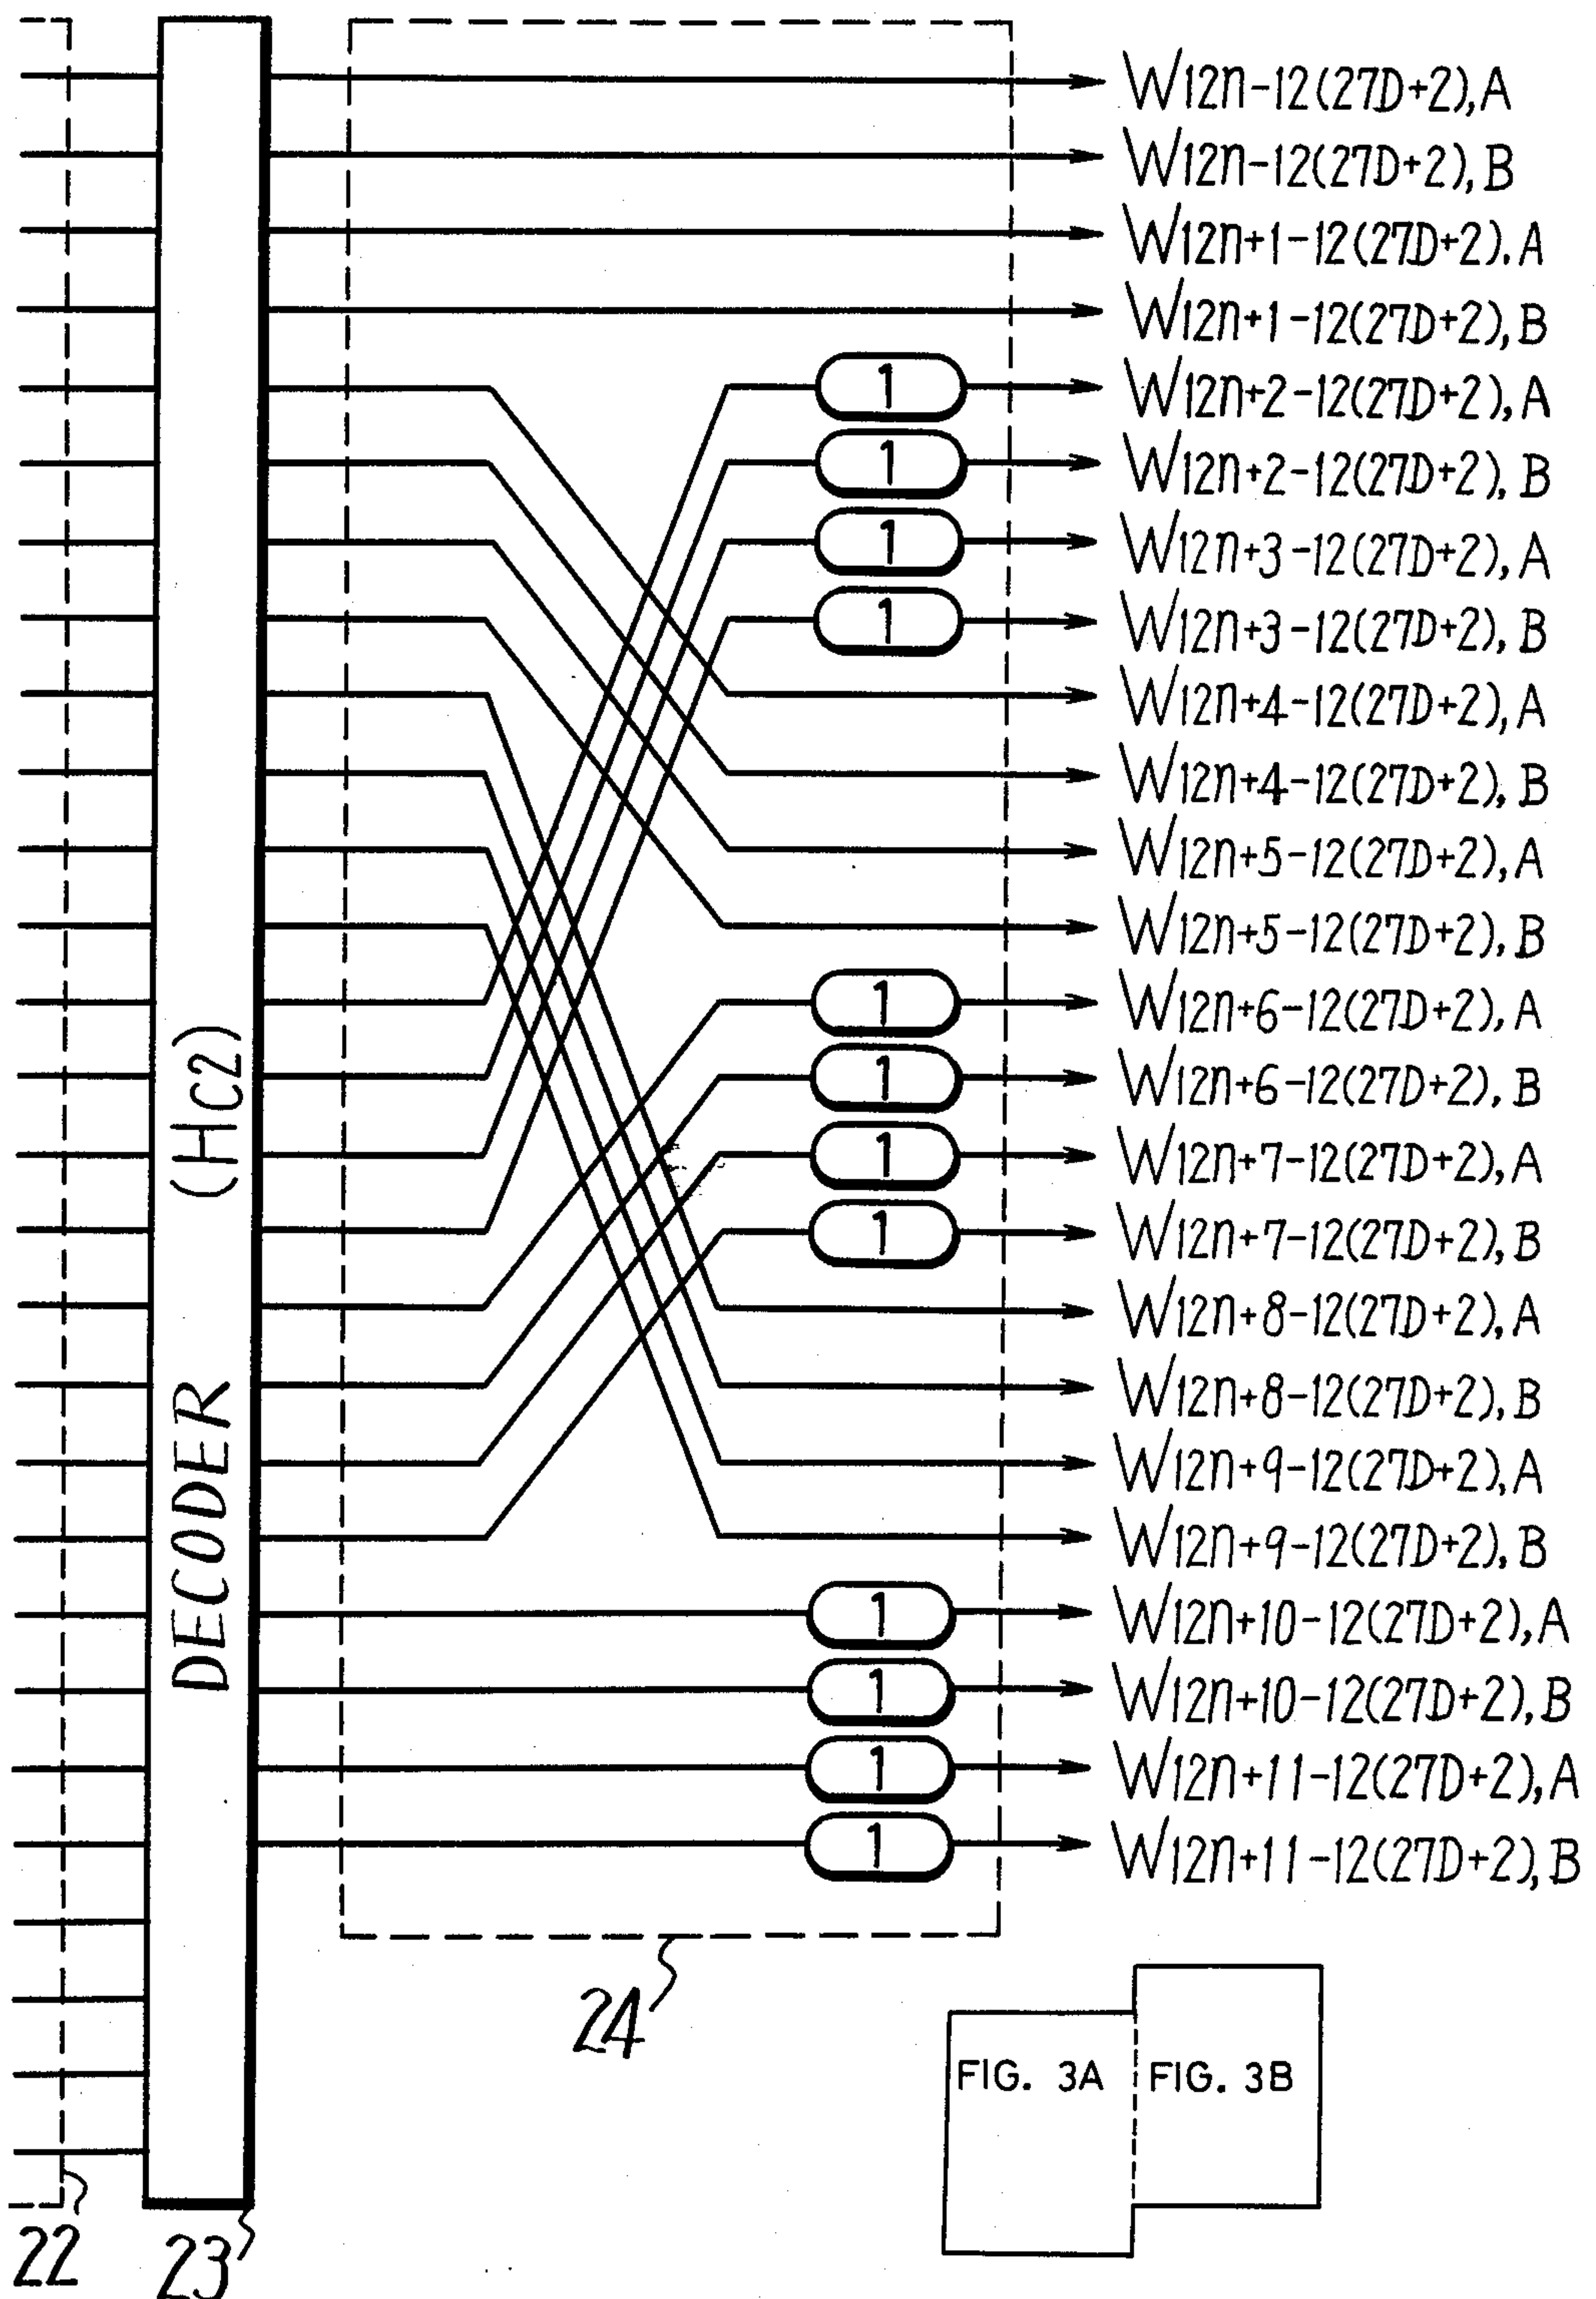 W12n-12(27D+2),A
W12n-12(27D+2),B
W12n+1-12(27D+2).A
W12n+1-12(27D+2),B
1 W12n+2-12(27D+2),A
1 W12n+2-12(27D+2),B
1 W12n+3-12(27D+2),A
1 W12n+3-12(27D+2),B
W12n+4-12(27D+2),A
W12n+4-12(27D+2),B
W12n+5-12(27D+2),A
W12n+5-12(27D+2),B
1 W12n+6-12(27D+2),A
1 W12n+6-12(27D+2),B
1 W12n+7-12(27D+2),A
1 W12n+7-12(27D+2),B
W12n+8-12(27D+2),A
W12n+8-12(27D+2),B
W12n+9-12(27D+2),A
W12n+9-12(27D+2),B
1 W12n+10-12(27D+2),A
1 W12n+10-12(27D+2),B
1 W12n+11-12(27D+2),A
1 W12n+11-12(27D+2),B
DECODER (HC2)
24
22
23
FIG. 3A FIG. 3B